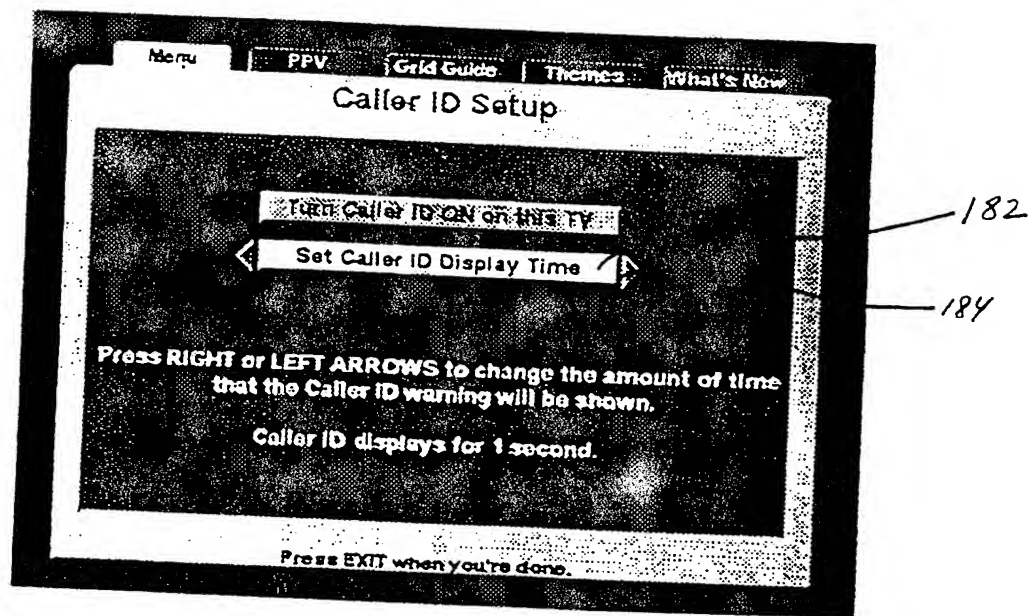 Menu PPV Grid Guide Themes What's New
Caller ID Setup
Turn Caller ID ON on this TV
182
Set Caller ID Display Time
184
Press RIGHT or LEFT ARROWS to change the amount of time
that the Caller ID warning will be shown.
Caller ID displays for 1 second.
Press EXIT when you're done.